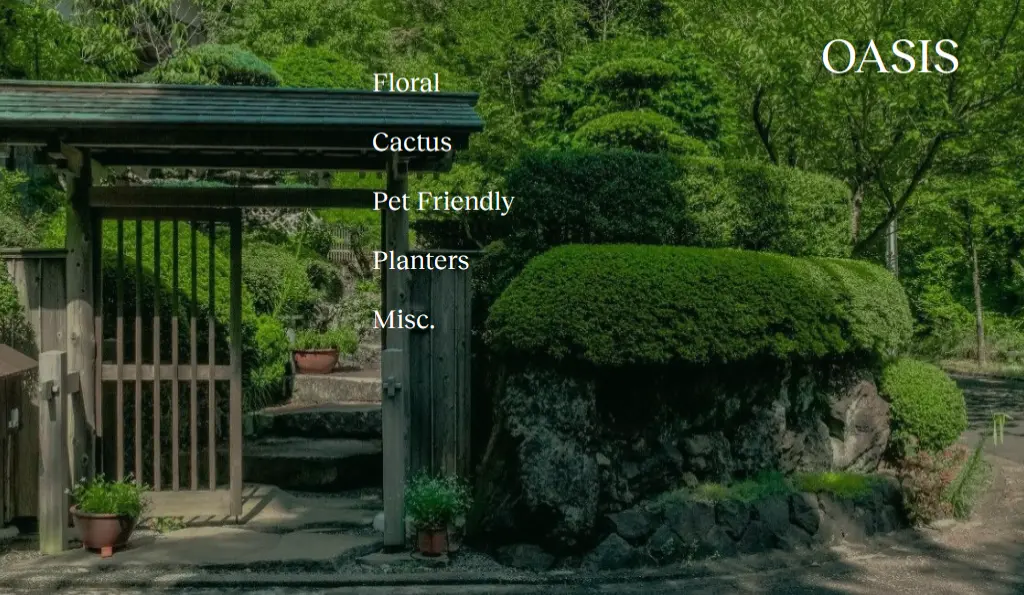 OASIS
Floral
Cactus
Pet Friendly
Planters
Misc.